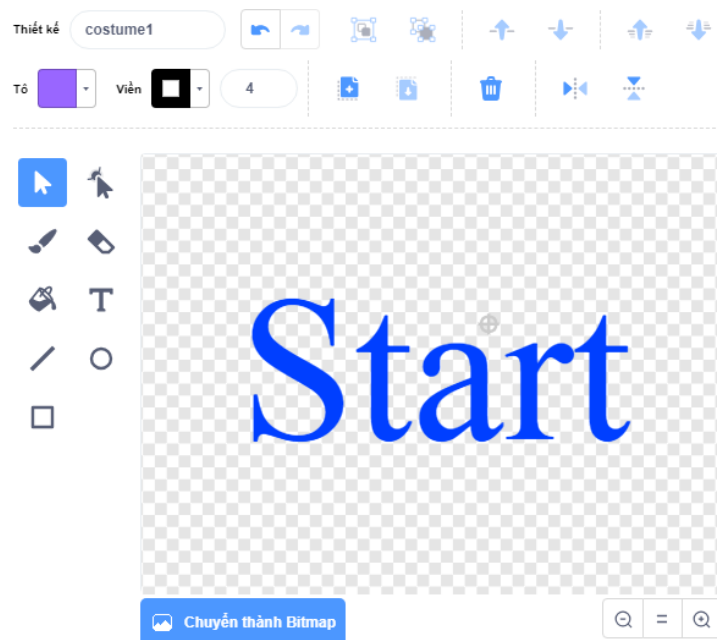 Thiết kế costume1
Tô Viền 4
T
Start
Chuyển thành Bitmap